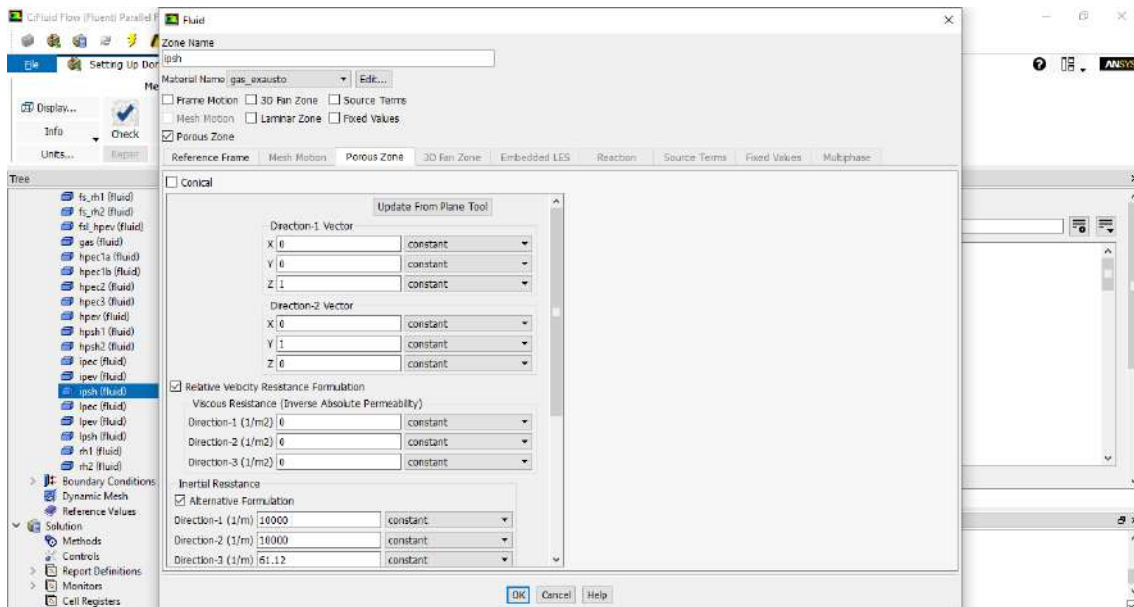 C:Fluid Flow (Fluent) Parallel F
Fluid
Zone Name
ipsh
File
Setting Up Dor
ANSYS
Material Name gas_exausto Edit...
Me
Frame Motion 3D Fan Zone Source Terms
Display...
Mesh Motion Laminar Zone Fixed Values
Info
Check
Porous Zone
Units...
Repair
Reference Frame Mesh Motion Porous Zone 3D Fan Zone Embedded LES Reaction Source Terms Fixed Values Multiphase
Tree
Conical
fs_rh1 (fluid)
fs_rh2 (fluid)
fsl_hpev (fluid)
gas (fluid)
hpec1a (fluid)
hpec1b (fluid)
hpec2 (fluid)
hpec3 (fluid)
hpev (fluid)
hpsh1 (fluid)
hpsh2 (fluid)
ipec (fluid)
ipev (fluid)
ipsh (fluid)
lpec (fluid)
lpev (fluid)
lpsh (fluid)
rh1 (fluid)
rh2 (fluid)
Boundary Conditions
Dynamic Mesh
Reference Values
Solution
Methods
Controls
Report Definitions
Monitors
Cell Registers
Update From Plane Tool
Direction-1 Vector
X 0 constant
Y 0 constant
Z 1 constant
Direction-2 Vector
X 0 constant
Y 1 constant
Z 0 constant
Relative Velocity Resistance Formulation
Viscous Resistance (Inverse Absolute Permeability)
Direction-1 (1/m2) 0 constant
Direction-2 (1/m2) 0 constant
Direction-3 (1/m2) 0 constant
Inertial Resistance
Alternative Formulation
Direction-1 (1/m) 10000 constant
Direction-2 (1/m) 10000 constant
Direction-3 (1/m) 61.12 constant
OK Cancel Help